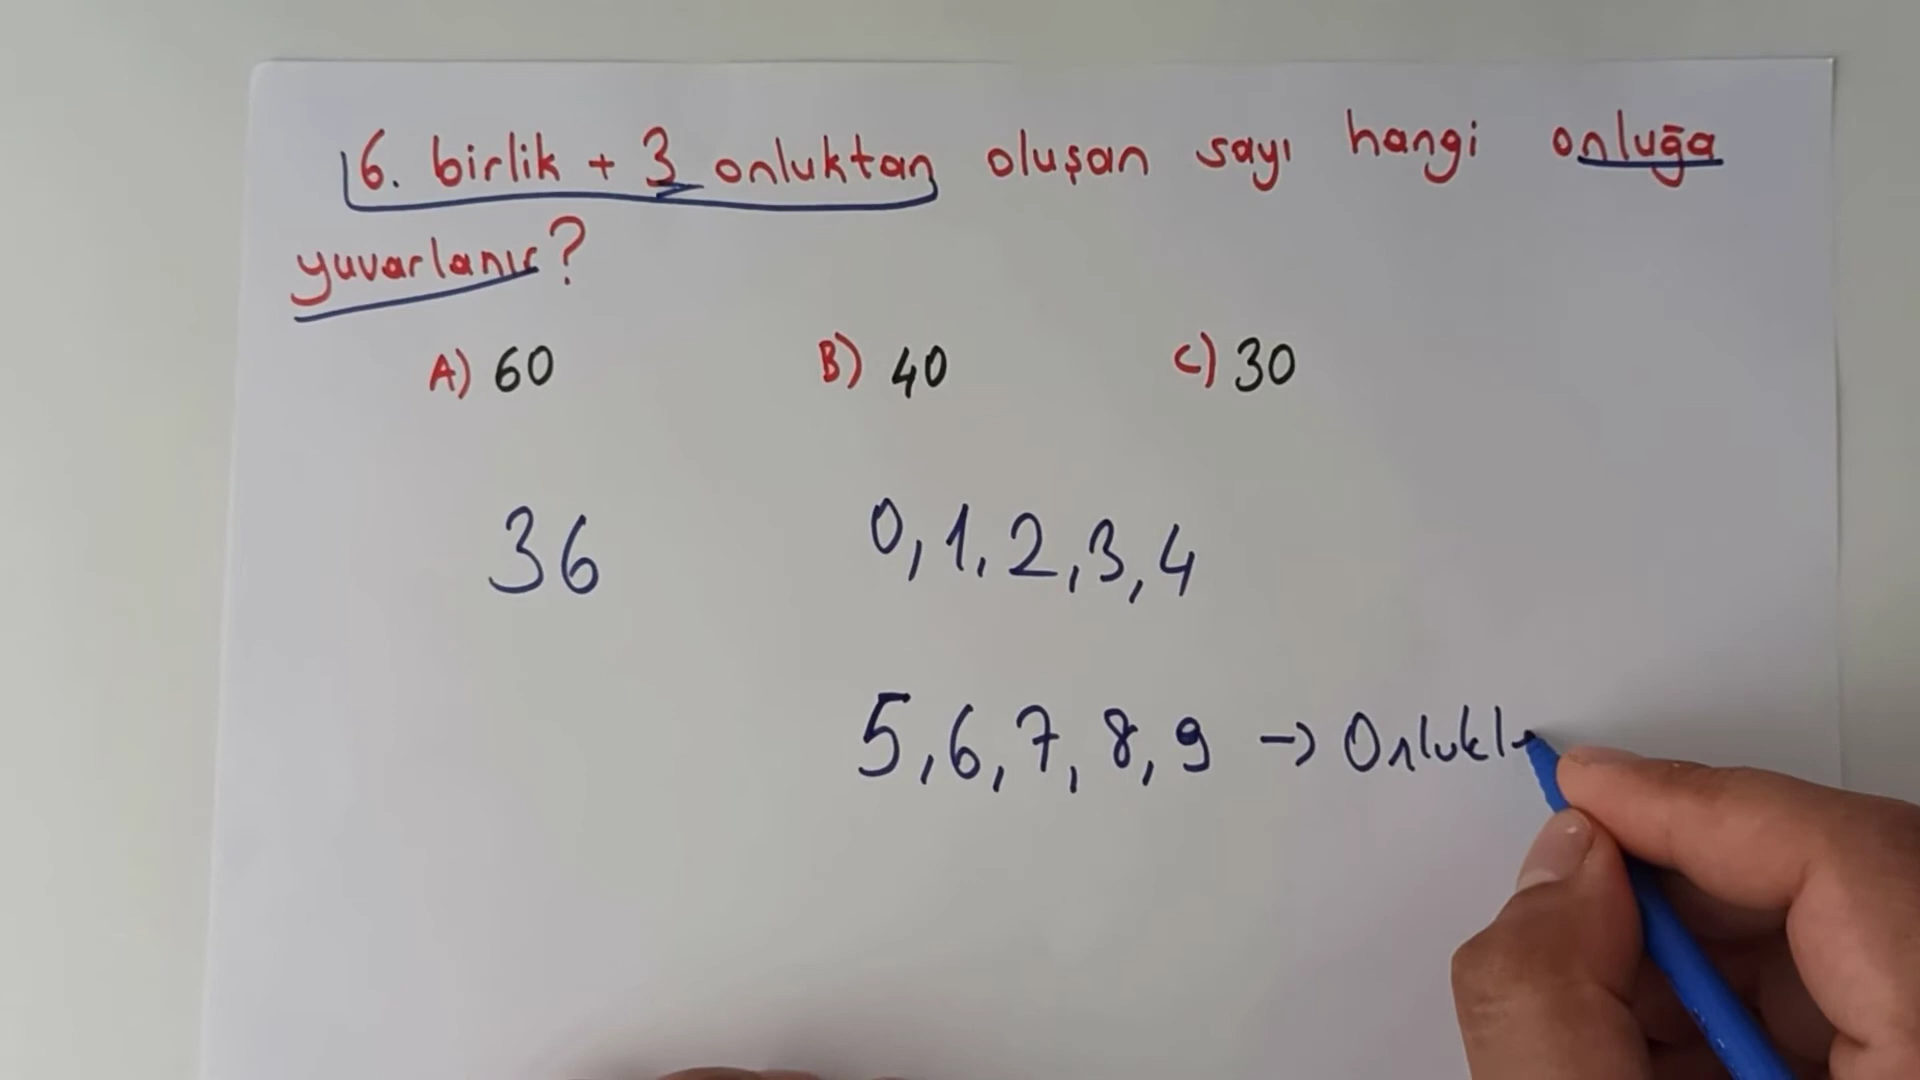 6. birlik + 3 onluktan oluşan sayı hangi onluğa
yuvarlanır?
A) 60 B) 40 C) 30
36 0, 1, 2, 3, 4
5, 6, 7, 8, 9 → Onlukl